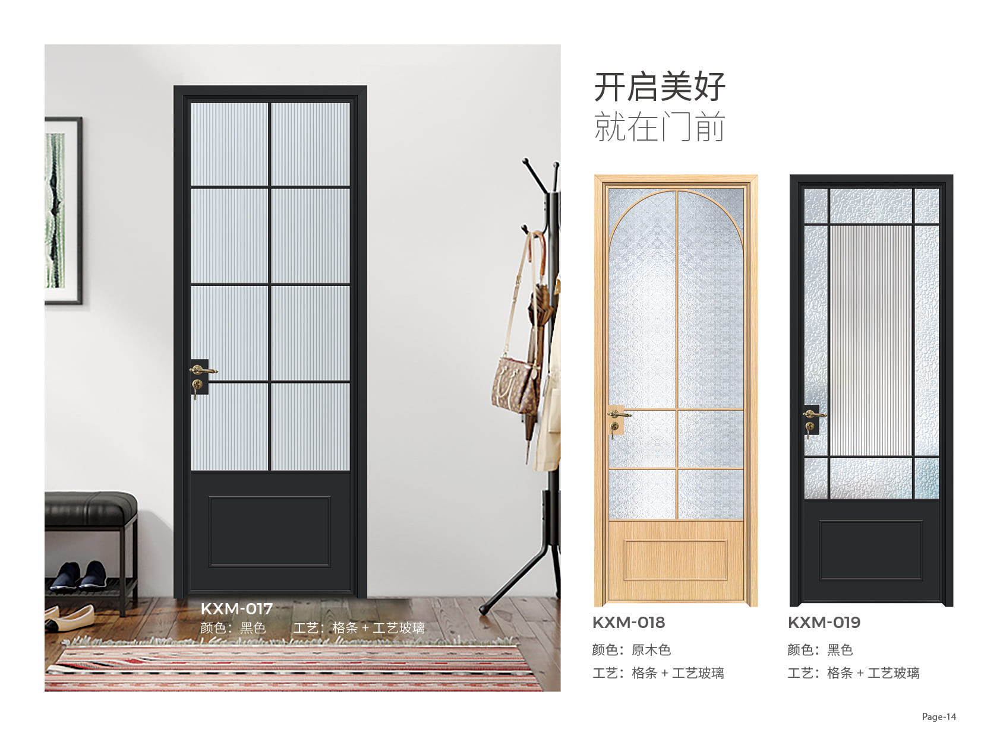 开启美好
就在门前
KXM-017
颜色：黑色 工艺：格条 + 工艺玻璃
KXM-018
颜色：原木色
工艺：格条 + 工艺玻璃
KXM-019
颜色：黑色
工艺：格条 + 工艺玻璃
Page-14